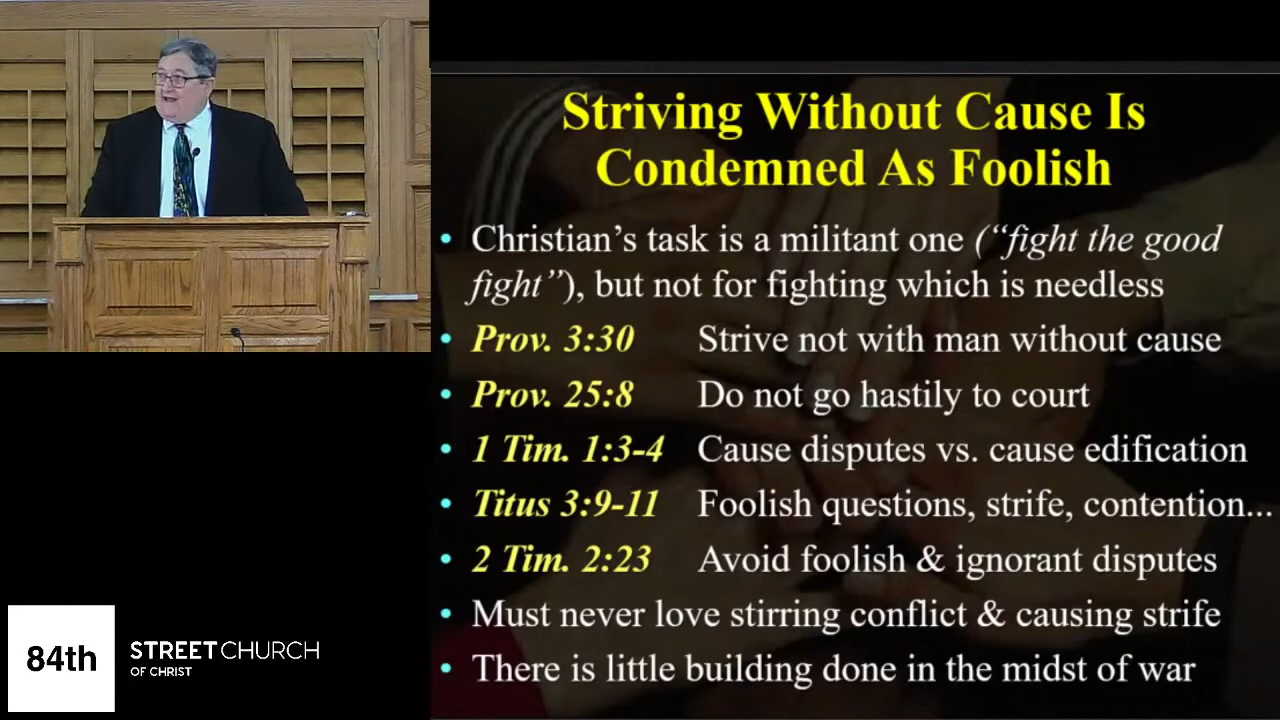 Striving Without Cause Is
Condemned As Foolish
• Christian's task is a militant one (“fight the good
fight”), but not for fighting which is needless
• Prov. 3:30 Strive not with man without cause
• Prov. 25:8 Do not go hastily to court
• 1 Tim. 1:3-4 Cause disputes vs. cause edification
• Titus 3:9-11 Foolish questions, strife, contention...
• 2 Tim. 2:23 Avoid foolish & ignorant disputes
• Must never love stirring conflict & causing strife
• There is little building done in the midst of war
84th
STREET CHURCH
OF CHRIST